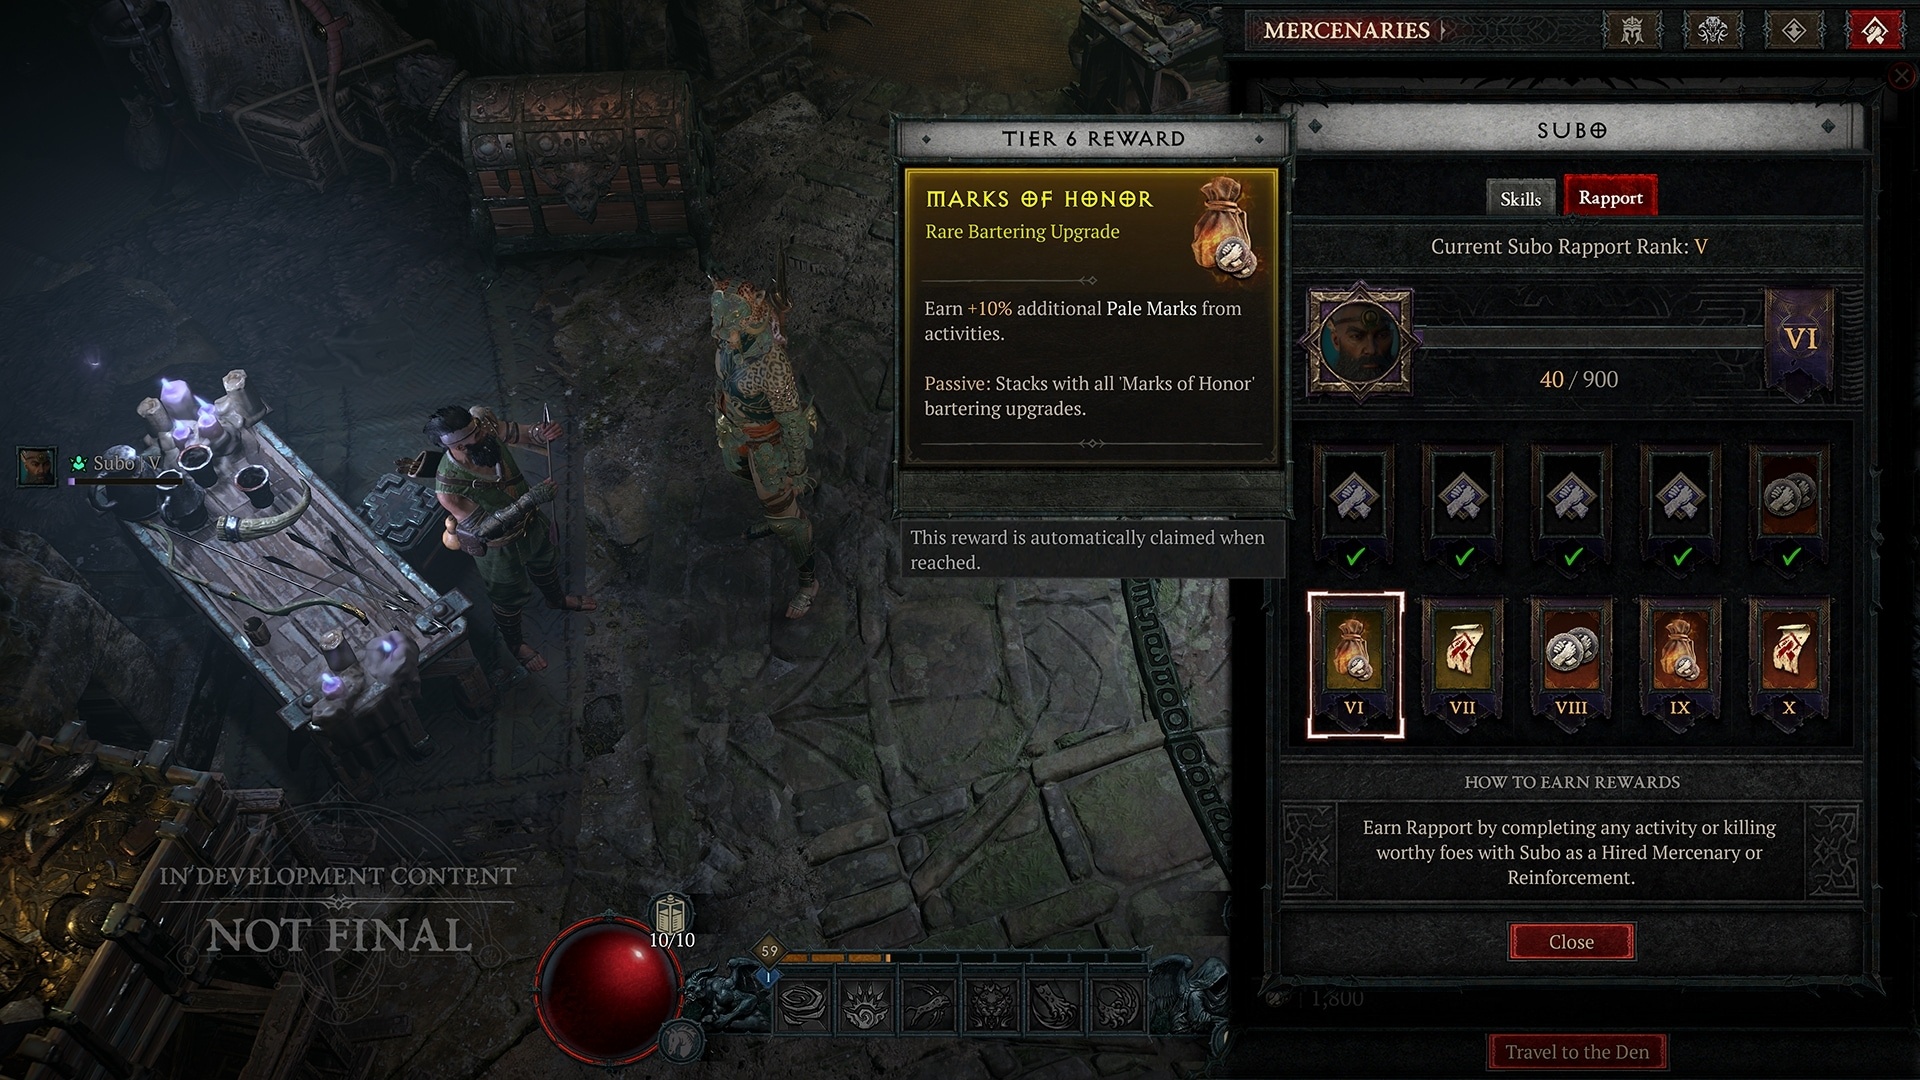 MERCENARIES
SUBO
Skills
Rapport
Current Subo Rapport Rank: V
VI
40 / 900
TIER 6 REWARD
MARKS OF HONOR
Rare Bartering Upgrade
Earn +10% additional Pale Marks from
activities.
Passive: Stacks with all 'Marks of Honor'
bartering upgrades.
This reward is automatically claimed when
reached.
Subo | V
VI
VII
VIII
IX
X
HOW TO EARN REWARDS
Earn Rapport by completing any activity or killing
worthy foes with Subo as a Hired Mercenary or
Reinforcement.
Close
1,800
Travel to the Den
IN DEVELOPMENT CONTENT
NOT FINAL
10/10
59
1